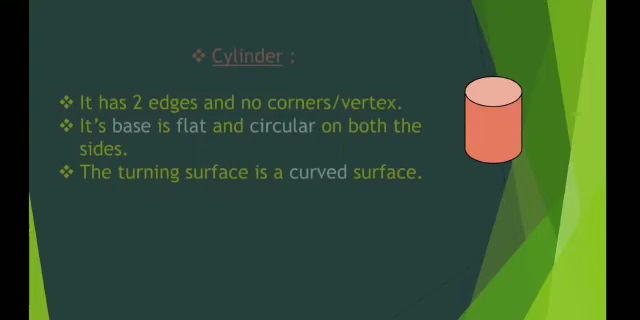 ❖ Cylinder :
❖ It has 2 edges and no corners/vertex.
❖ It's base is flat and circular on both the
sides.
❖ The turning surface is a curved surface.